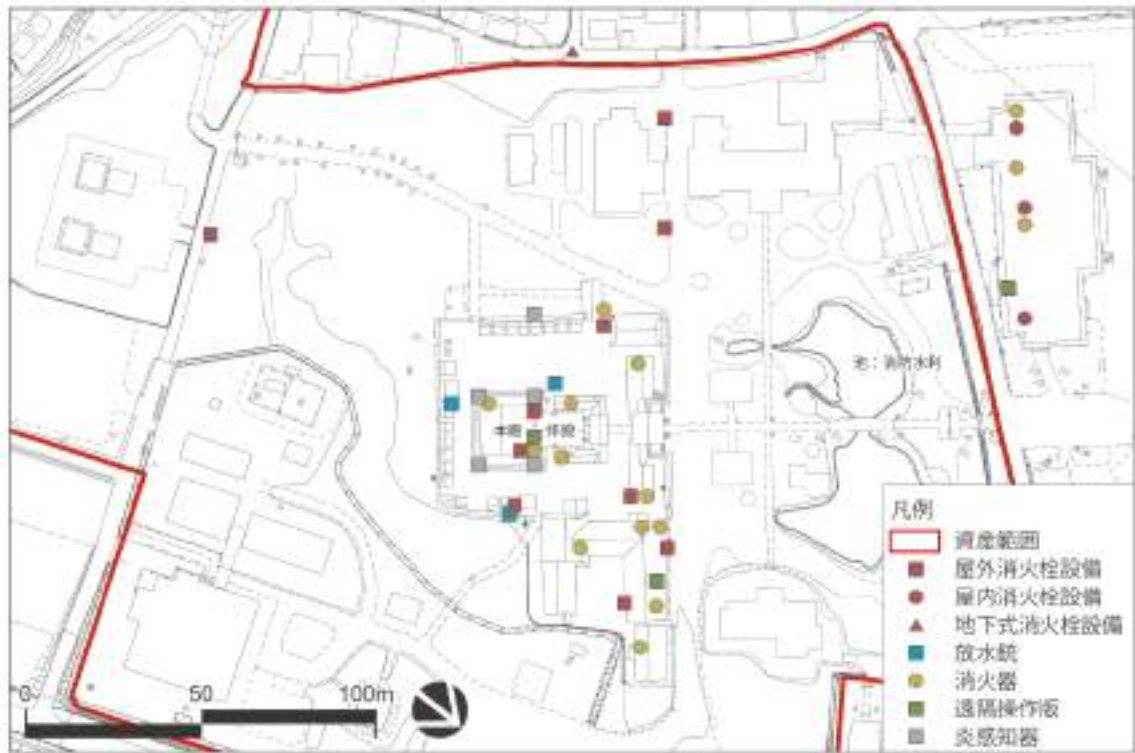 池:消防水利
本殿 拝殿
凡例
資産範囲
屋外消火栓設備
屋内消火栓設備
地下式消火栓設備
放水銃
消火器
遠隔操作版
炎感知器
0 50 100m